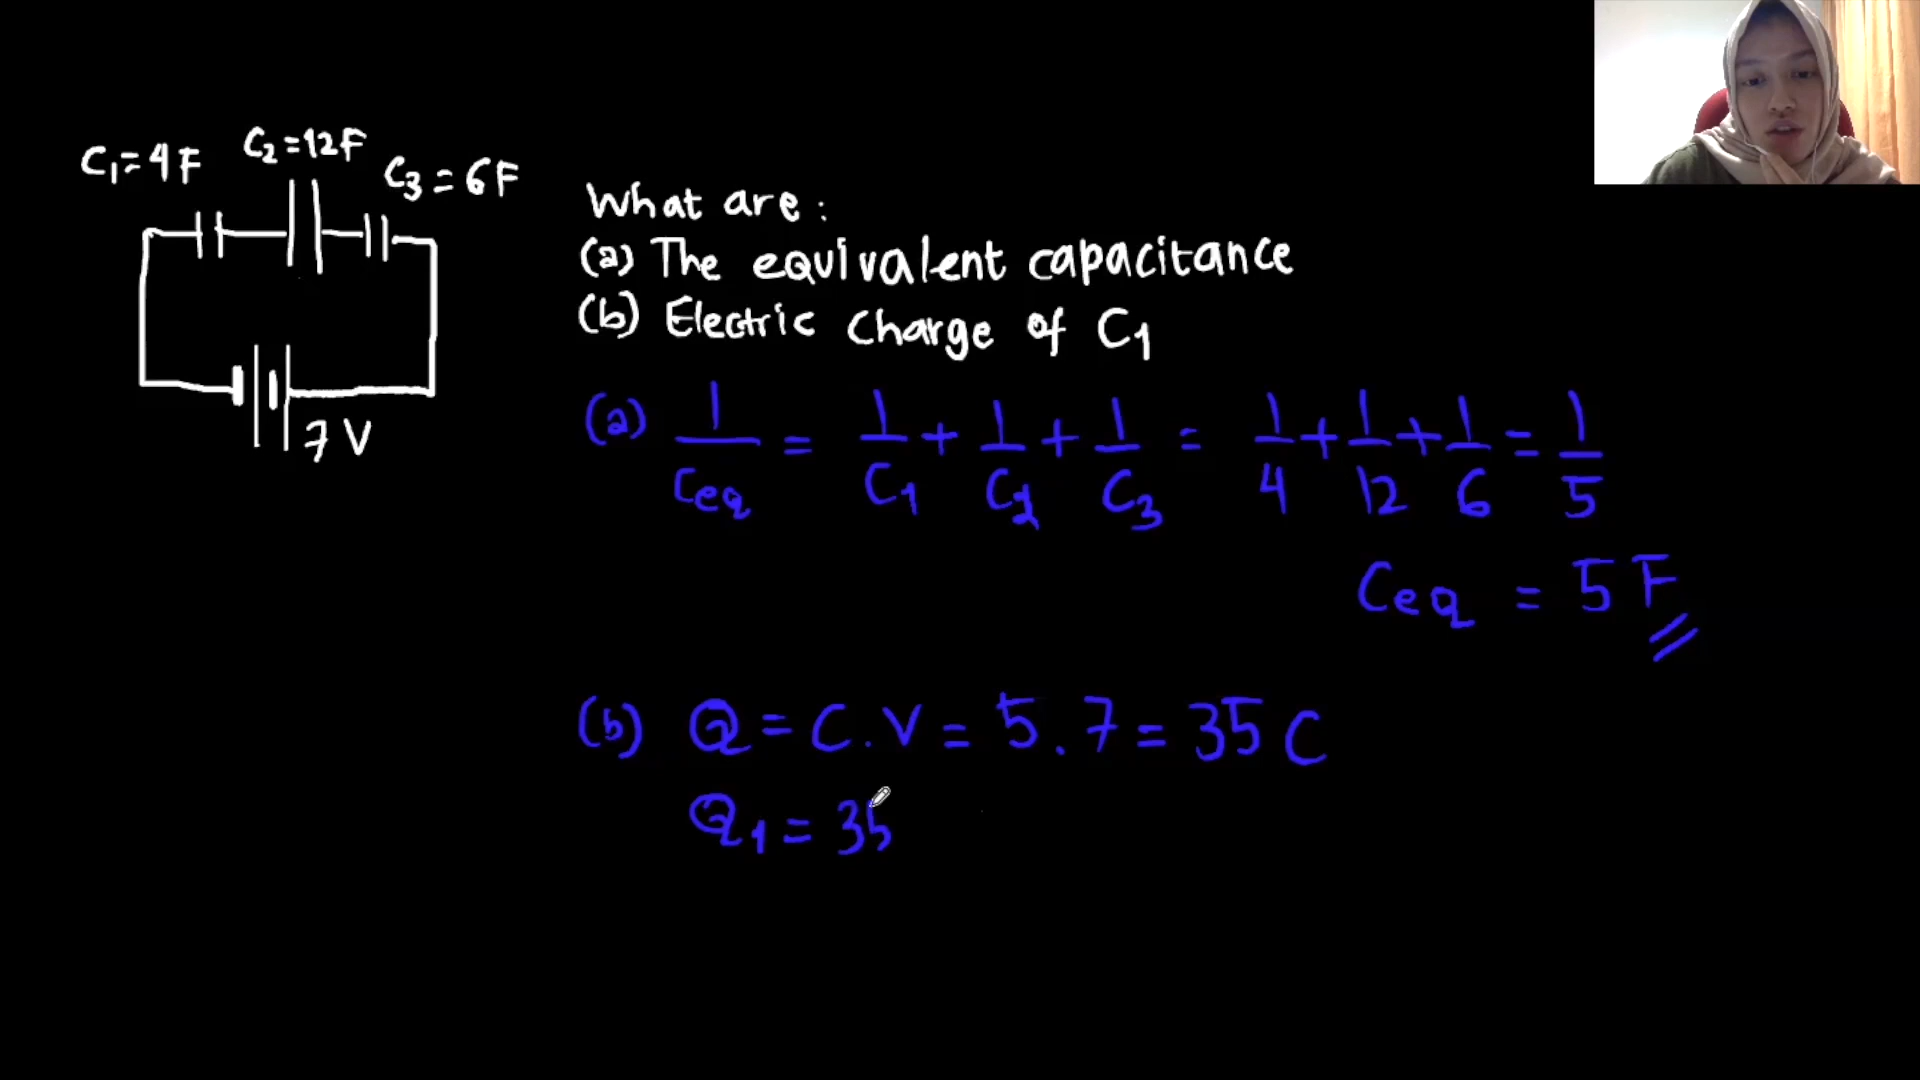 C₁=4F C₂=12F C₃=6F
7V
What are:
(a) The equivalent capacitance
(b) Electric Charge of C₁
(a) 1/Ceq = 1/C₁ + 1/C₂ + 1/C₃ = 1/4 + 1/12 + 1/6 = 1/5
Ceq = 5 F
(b) Q = C.V = 5.7 = 35 C
Q₁ = 35